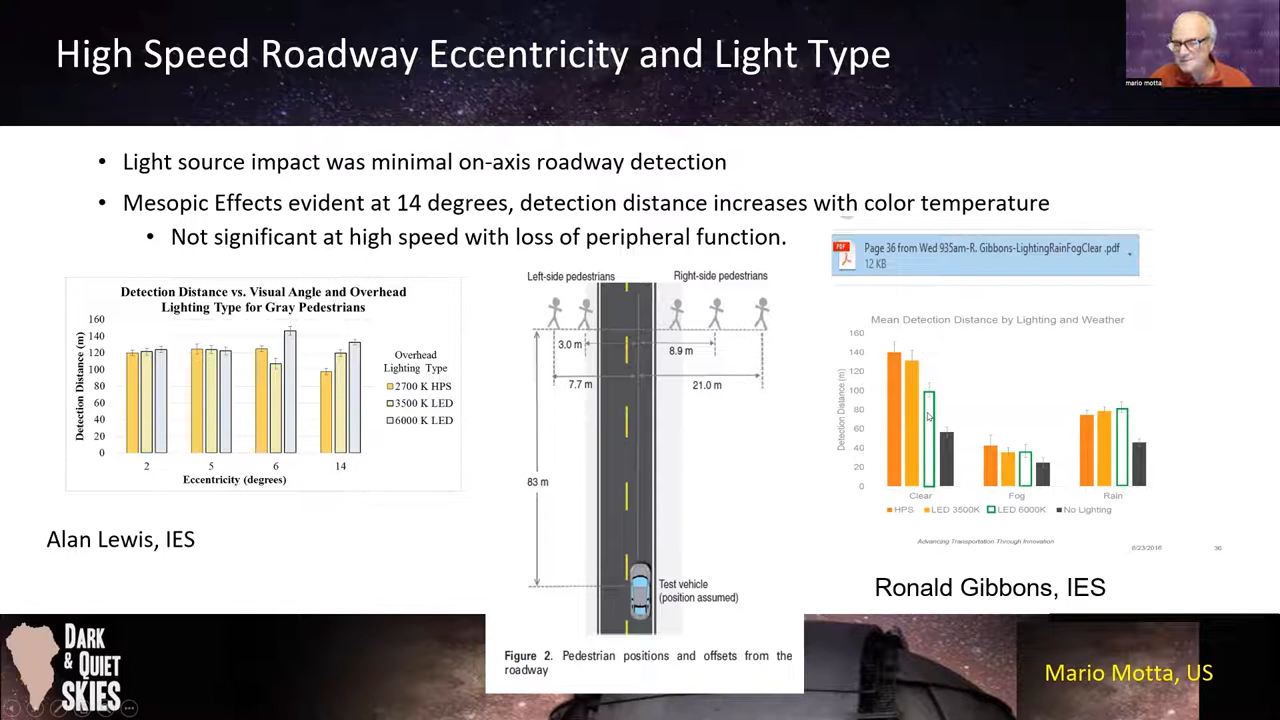 High Speed Roadway Eccentricity and Light Type
mario motta
• Light source impact was minimal on-axis roadway detection
• Mesopic Effects evident at 14 degrees, detection distance increases with color temperature
• Not significant at high speed with loss of peripheral function.
Detection Distance vs. Visual Angle and Overhead
Lighting Type for Gray Pedestrians
Detection Distance (m)
160
140
120
100
80
60
40
20
0
2 5 6 14
Eccentricity (degrees)
Overhead
Lighting Type
2700 K HPS
3500 K LED
6000 K LED
Alan Lewis, IES
Left-side pedestrians Right-side pedestrians
3.0 m 8.9 m
7.7 m 21.0 m
83 m
Test vehicle
(position assumed)
Figure 2. Pedestrian positions and offsets from the
roadway
PDF
Page 36 from Wed 935am-R. Gibbons-LightingRainFogClear .pdf
12 KB
Mean Detection Distance by Lighting and Weather
Detection Distance (m)
160
140
120
100
80
60
40
20
0
Clear Fog Rain
HPS LED 3500K LED 6000K No Lighting
Advancing Transportation Through Innovation 8/23/2016 36
Ronald Gibbons, IES
DARK
& QUIET
SKIES
Mario Motta, US